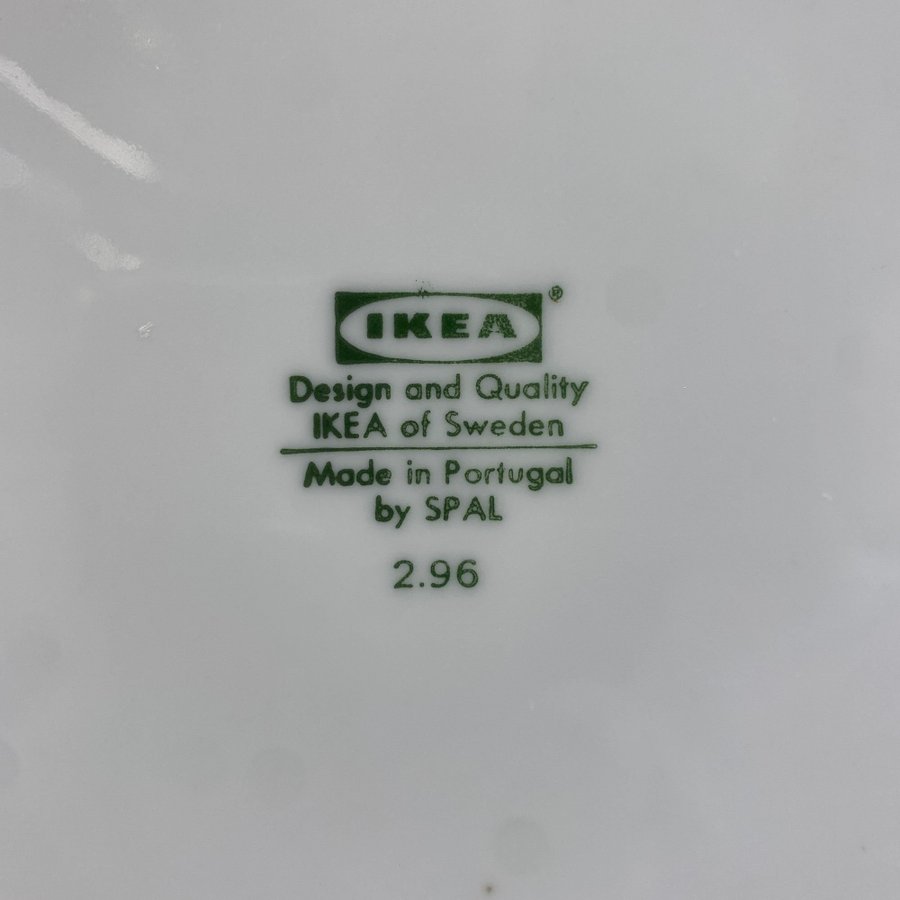 IKEA®
Design and Quality
IKEA of Sweden
Made in Portugal
by SPAL
2.96